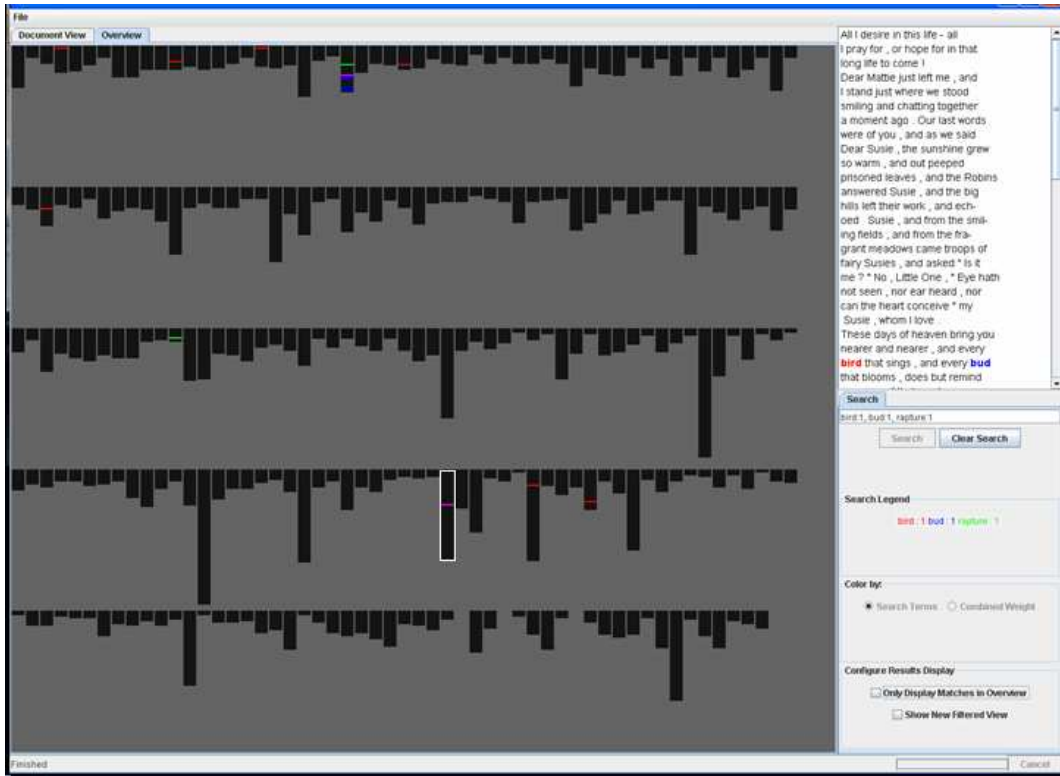 File
Document View Overview
All I desire in this life - all
I pray for , or hope for in that
long life to come !
Dear Mattie just left me , and
I stand just where we stood
smiling and chatting together
a moment ago . Our last words
were of you , and as we said
Dear Susie , the sunshine grew
so warm , and out peeped
prisoned leaves , and the Robins
answered Susie , and the big
hills left their work , and ech-
oed Susie , and from the smil-
ing fields , and from the fra-
grant meadows came troops of
fairy Susies , and asked " Is it
me ? " No , Little One , " Eye hath
not seen , nor ear heard , nor
can the heart conceive " my
Susie , whom I love
These days of heaven bring you
nearer and nearer , and every
bird that sings , and every bud
that blooms , does but remind
Search
bird:1, bud:1, rapture:1
Search Clear Search
Search Legend
bird : 1 bud : 1 rapture : 1
Color by:
Search Terms Combined Weight
Configure Results Display
Only Display Matches in Overview
Show New Filtered View
Finished Cancel